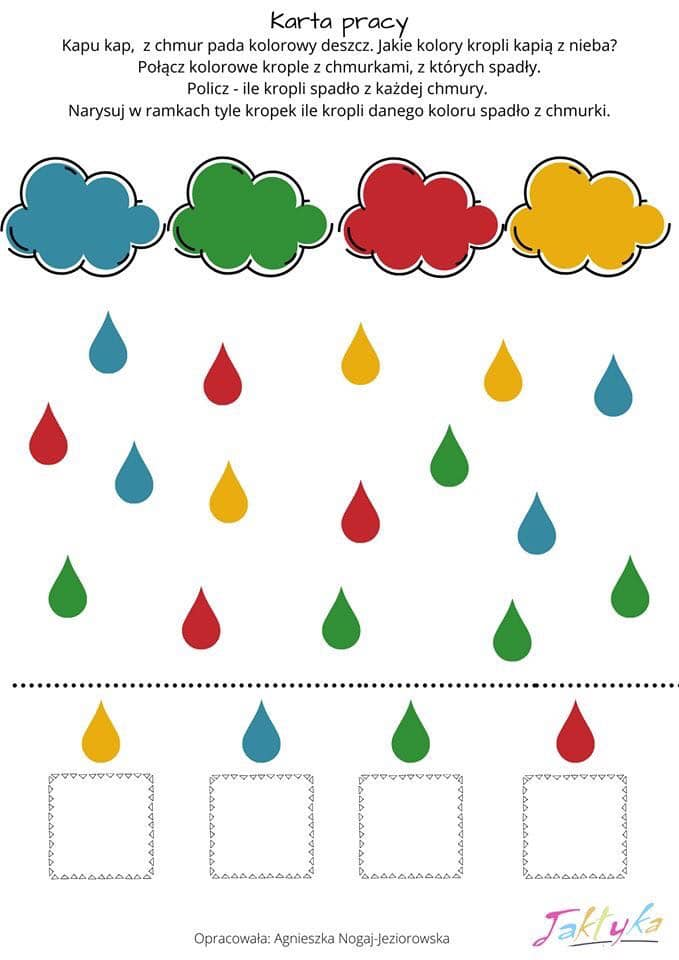 Karta pracy
Kapu kap, z chmur pada kolorowy deszcz. Jakie kolory kropli kapią z nieba?
Połącz kolorowe krople z chmurkami, z których spadły.
Policz - ile kropli spadło z każdej chmury.
Narysuj w ramkach tyle kropek ile kropli danego koloru spadło z chmurki.
Opracowała: Agnieszka Nogaj-Jeziorowska
Taktyka